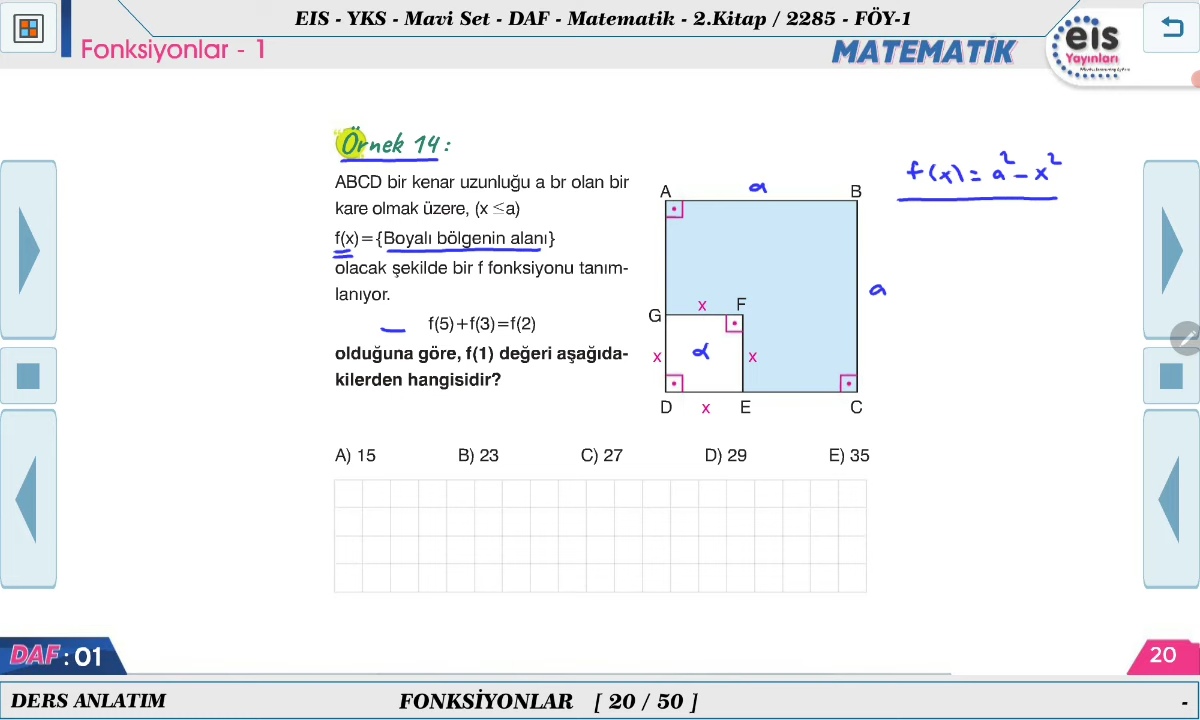 EIS - YKS - Mavi Set - DAF - Matematik - 2.Kitap / 2285 - FÖY-1
Fonksiyonlar - 1
MATEMATİK
eis
Yayınları
Örnek 14 :
ABCD bir kenar uzunluğu a br olan bir
kare olmak üzere, (x ≤a)
f(x)={Boyalı bölgenin alanı}
olacak şekilde bir f fonksiyonu tanım-
lanıyor.
f(5)+f(3)=f(2)
olduğuna göre, f(1) değeri aşağıda-
kilerden hangisidir?
A a B
a
G x F
x x
D x E C
f(x) = a² - x²
A) 15 B) 23 C) 27 D) 29 E) 35
DAF : 01
20
DERS ANLATIM FONKSİYONLAR [ 20 / 50 ] -